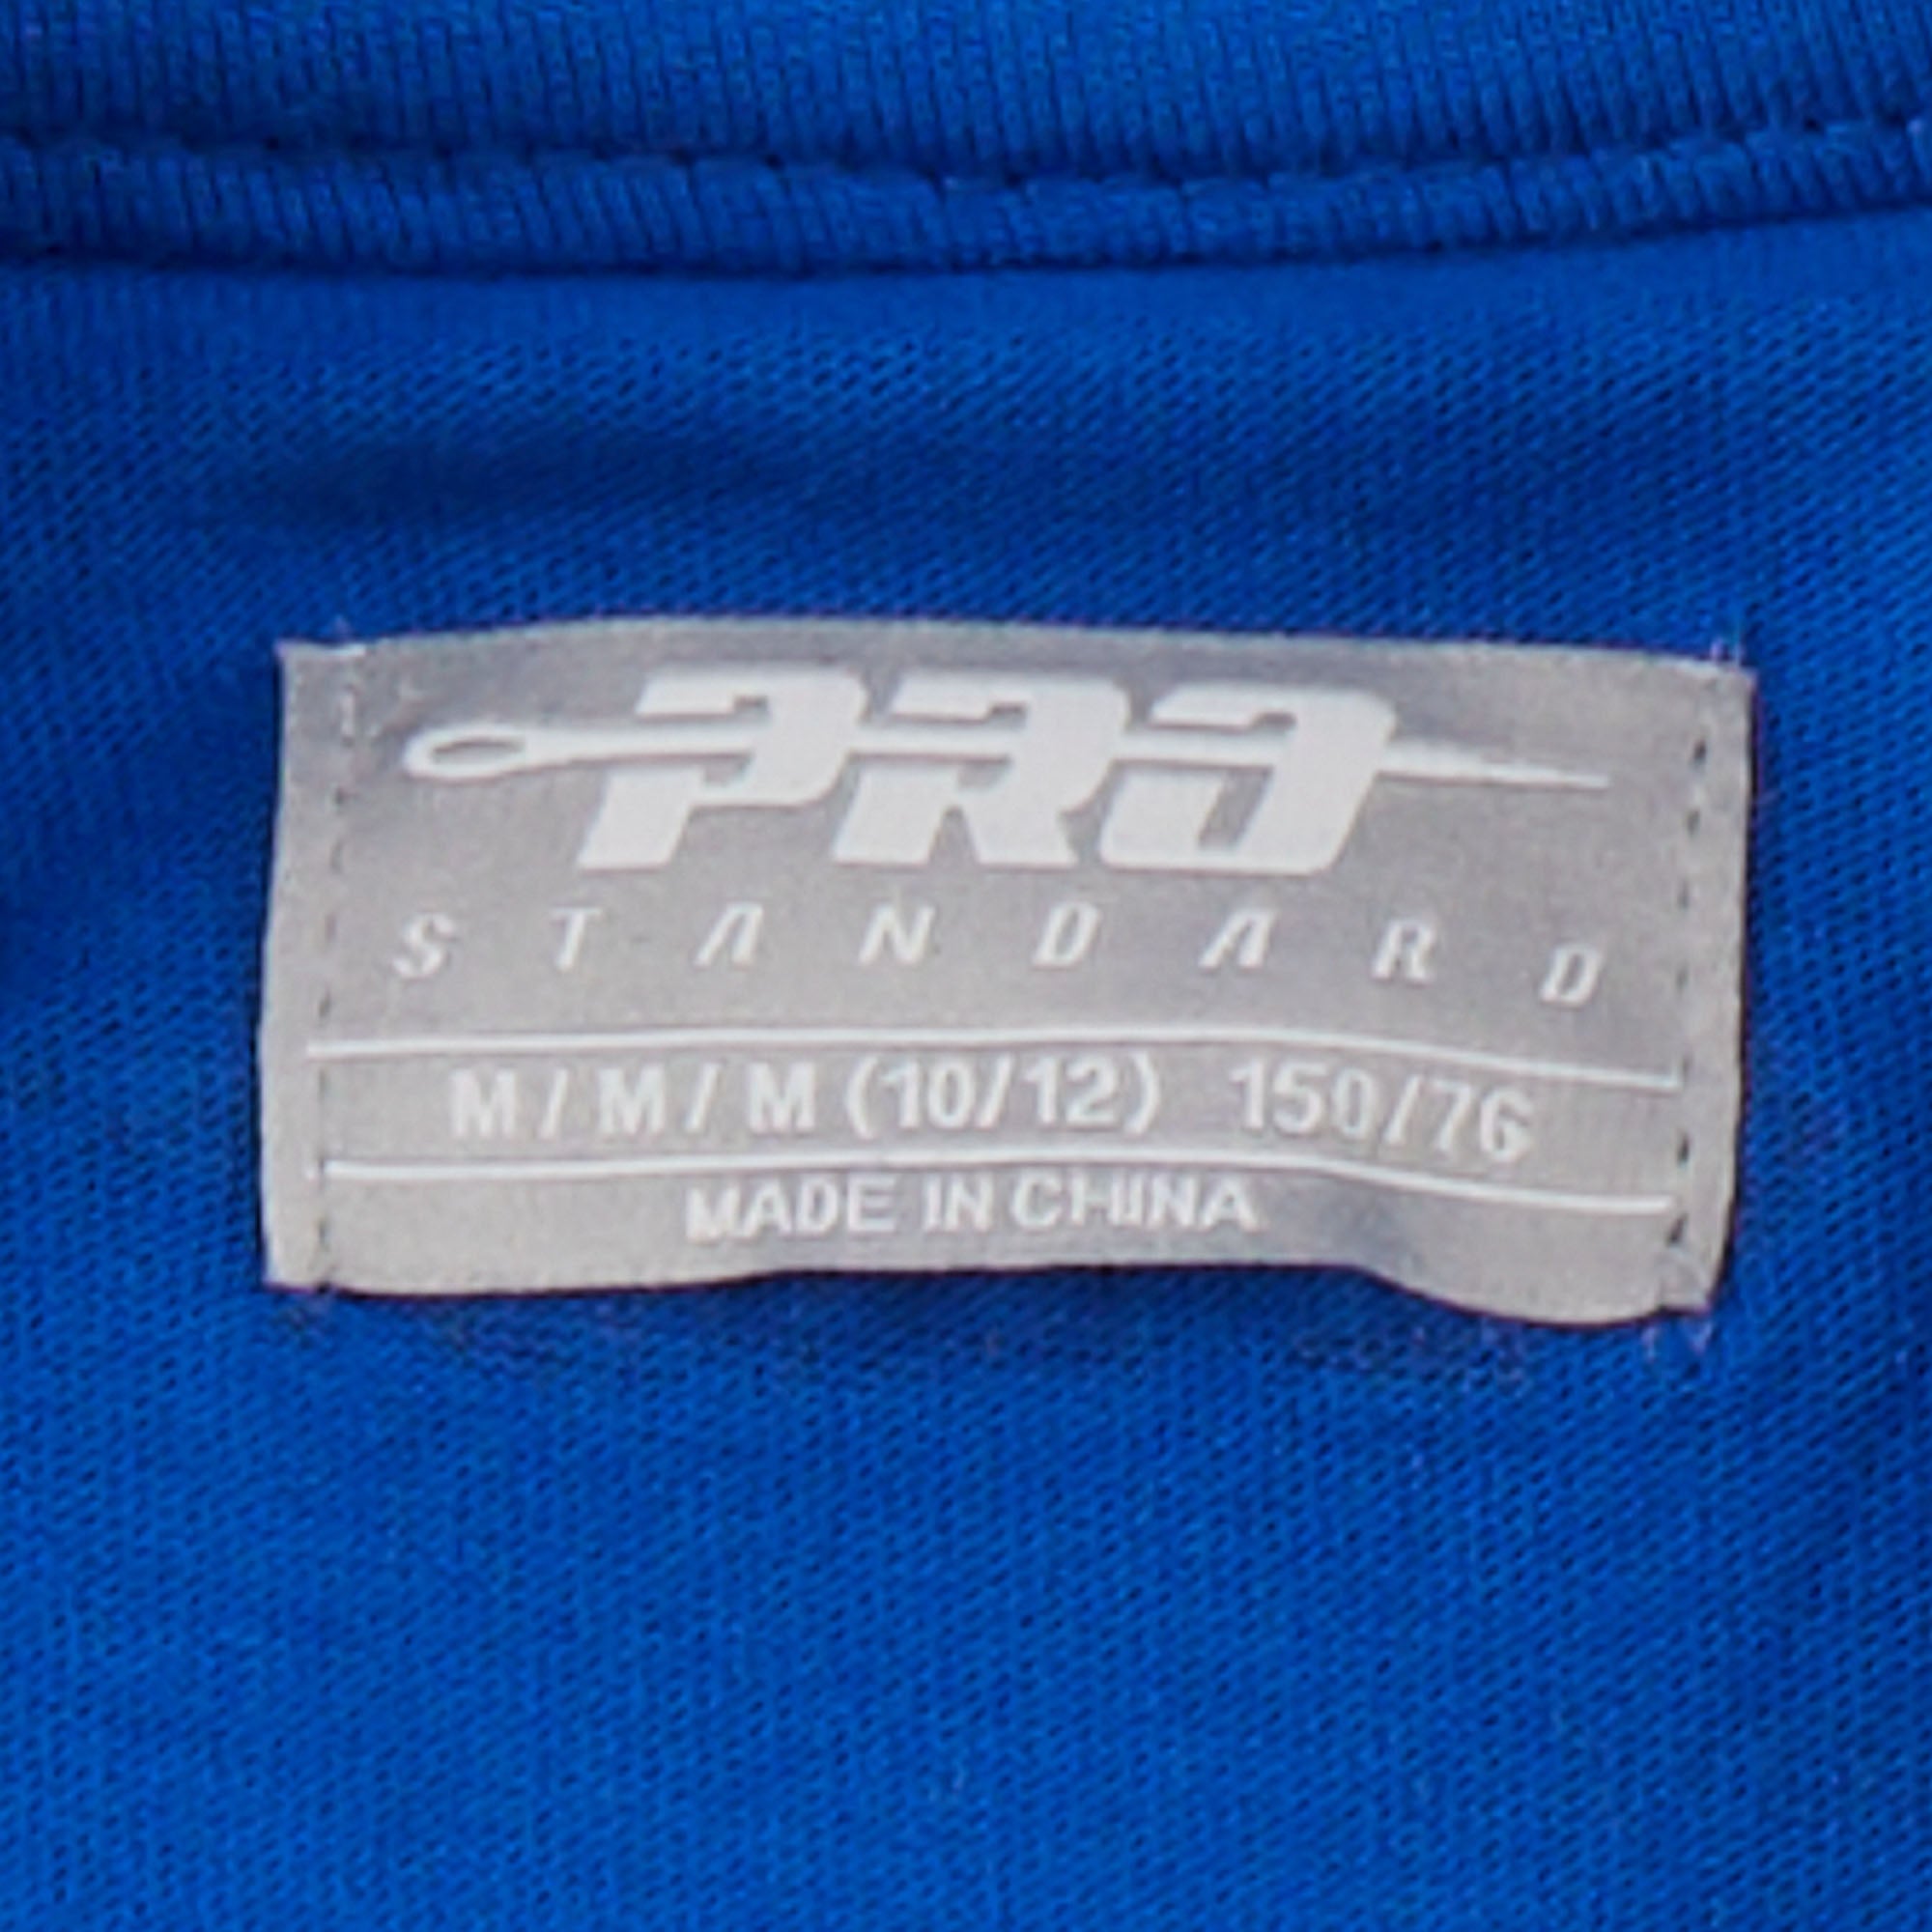 PRO
STANDARD
M / M / M (10/12) 150/76
MADE IN CHINA